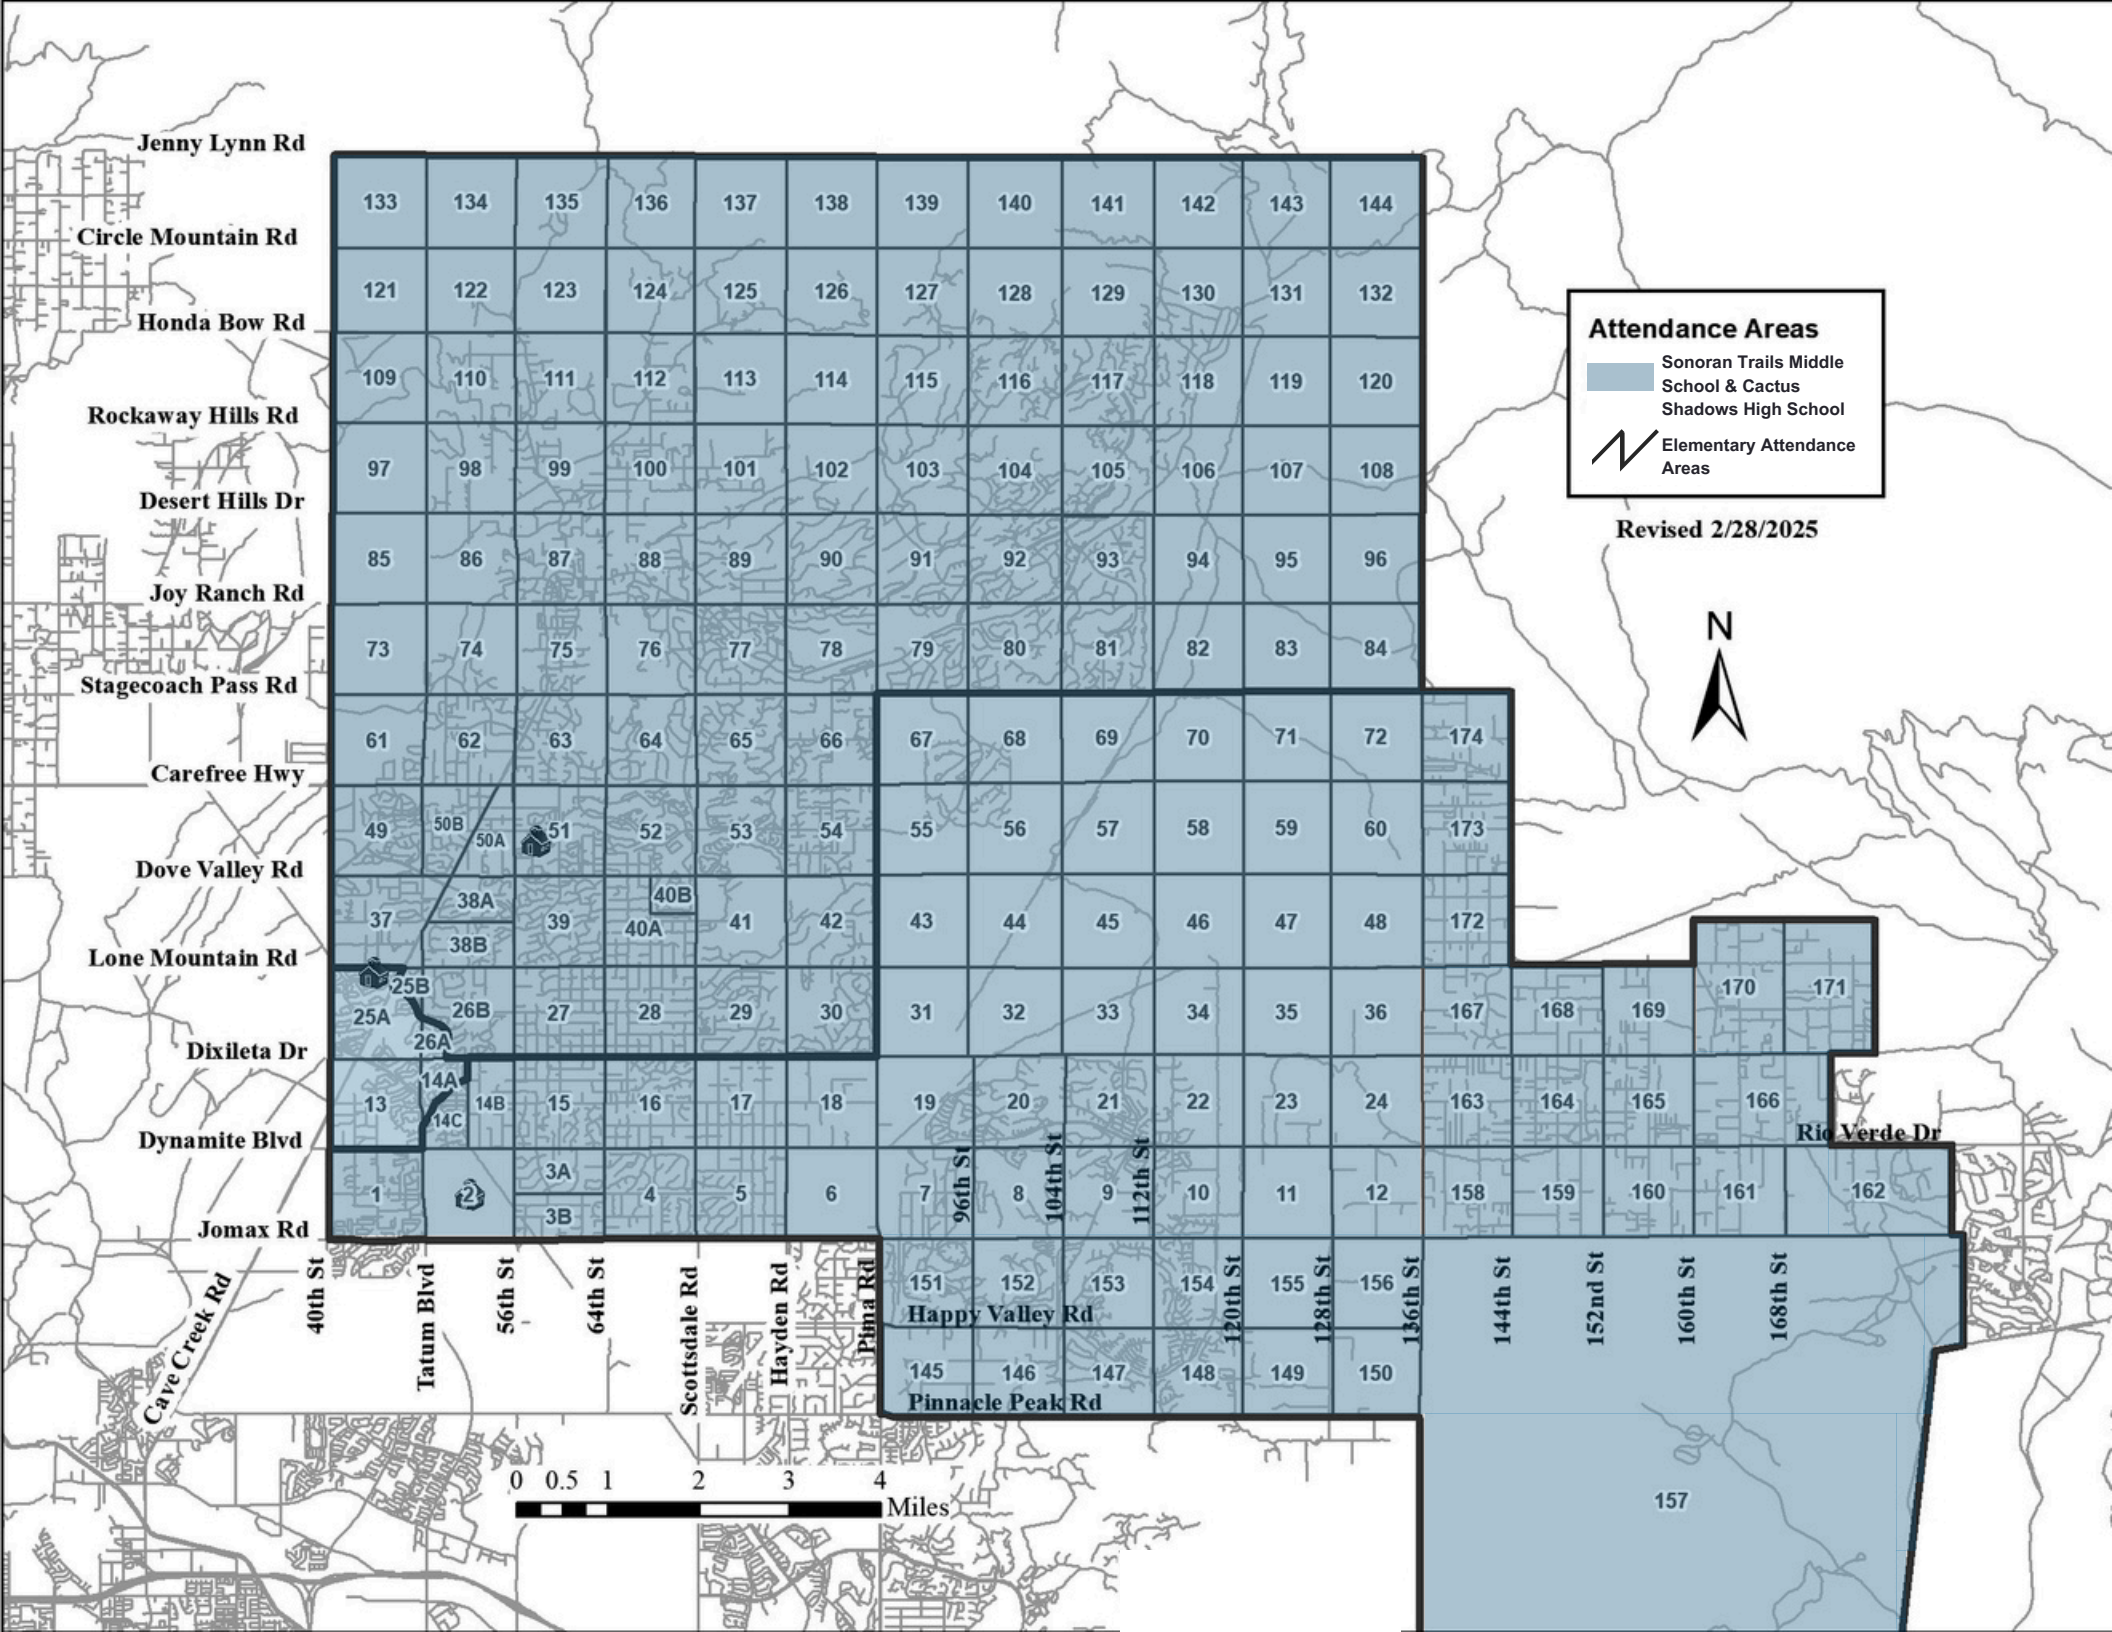 Jenny Lynn Rd
133 134 135 136 137 138 139 140 141 142 143 144
Circle Mountain Rd
121 122 123 124 125 126 127 128 129 130 131 132
Honda Bow Rd
Attendance Areas
Sonoran Trails Middle
School & Cactus
Shadows High School
Elementary Attendance
Areas
Revised 2/28/2025
N
109 110 111 112 113 114 115 116 117 118 119 120
Rockaway Hills Rd
97 98 99 100 101 102 103 104 105 106 107 108
Desert Hills Dr
85 86 87 88 89 90 91 92 93 94 95 96
Joy Ranch Rd
73 74 75 76 77 78 79 80 81 82 83 84
Stagecoach Pass Rd
61 62 63 64 65 66 67 68 69 70 71 72 174
Carefree Hwy
49 50B 50A 51 52 53 54 55 56 57 58 59 60 173
Dove Valley Rd
37 38A 38B 39 40A 40B 41 42 43 44 45 46 47 48 172
Lone Mountain Rd
25A 25B 26B 26A 27 28 29 30 31 32 33 34 35 36 167 168 169 170 171
Dixileta Dr
13 14A 14B 14C 15 16 17 18 19 20 21 22 23 24 163 164 165 166
Dynamite Blvd
Rio Verde Dr
1 2 3A 3B 4 5 6 7 8 9 10 11 12 158 159 160 161 162
96th St
104th St
112th St
Jomax Rd
151 152 153 154 155 156
Happy Valley Rd
145 146 147 148 149 150
Pinnacle Peak Rd
157
Cave Creek Rd
40th St
Tatum Blvd
56th St
64th St
Scottsdale Rd
Hayden Rd
Pima Rd
120th St
128th St
136th St
144th St
152nd St
160th St
168th St
0 0.5 1 2 3 4
Miles